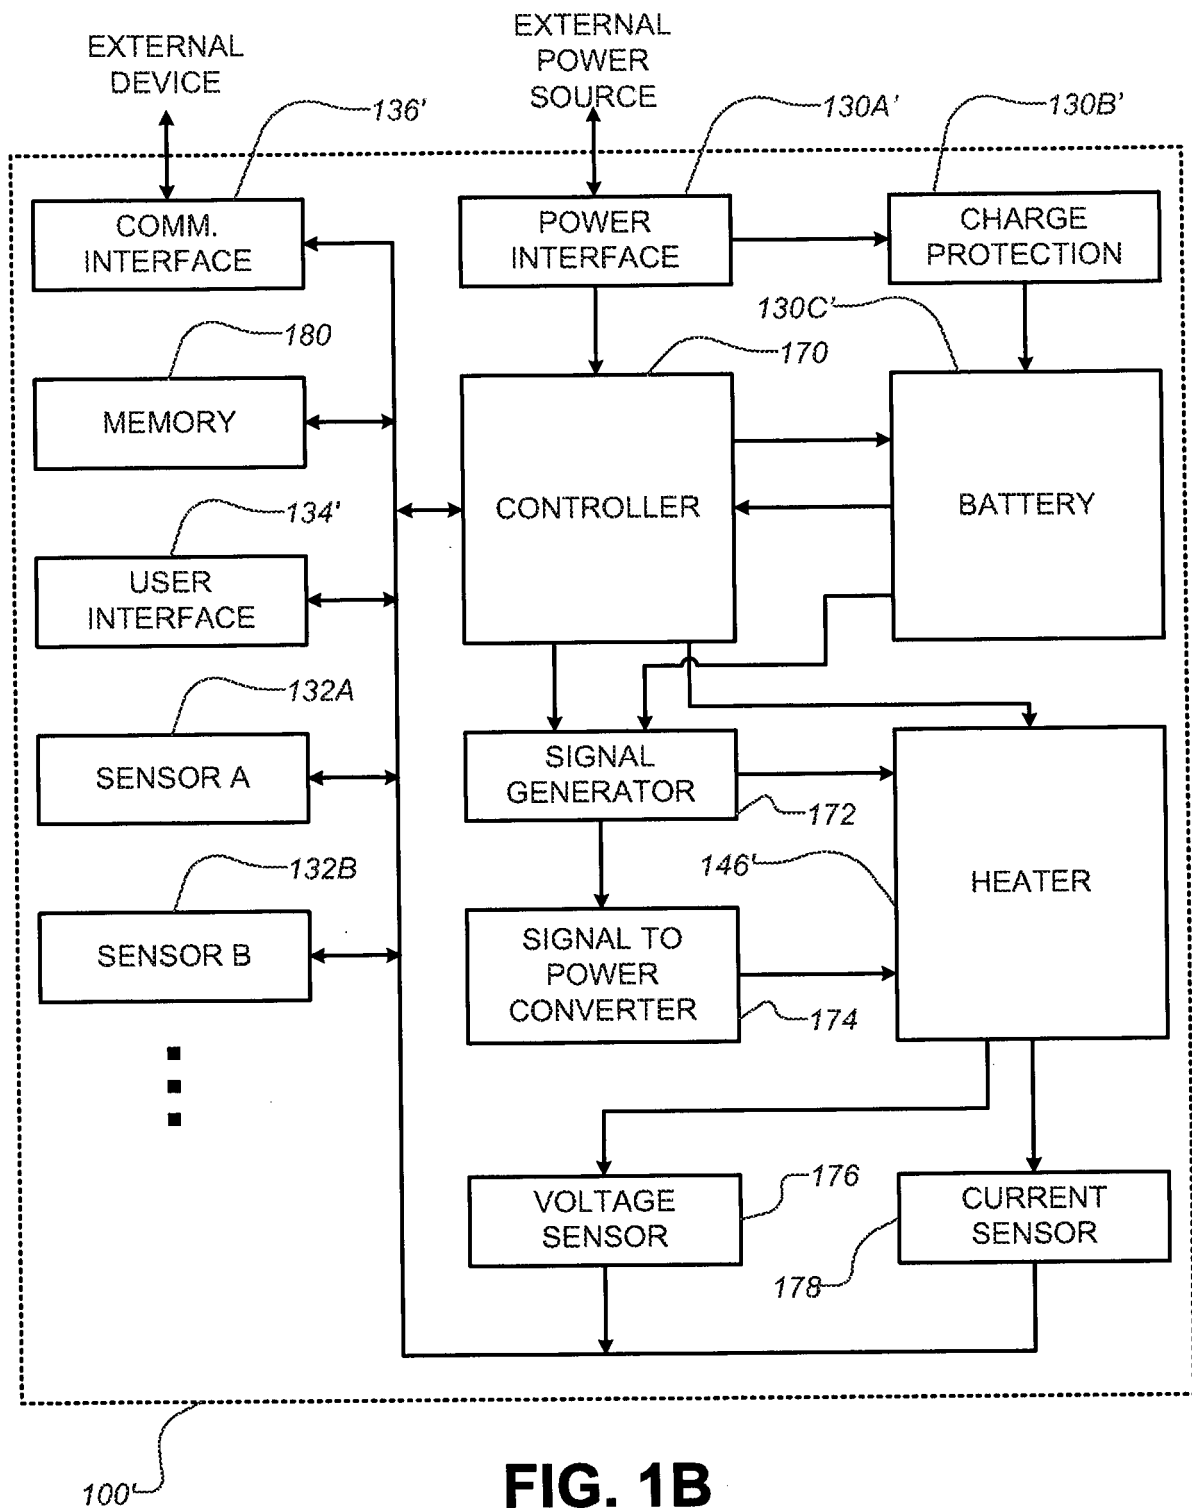 EXTERNAL
DEVICE
EXTERNAL
POWER
SOURCE
136'
130A'
130B'
COMM.
INTERFACE
POWER
INTERFACE
CHARGE
PROTECTION
180
130C'
170
MEMORY
CONTROLLER
BATTERY
134'
USER
INTERFACE
132A
SENSOR A
SIGNAL
GENERATOR
172
132B
146'
HEATER
SENSOR B
SIGNAL TO
POWER
CONVERTER
174
176
VOLTAGE
SENSOR
CURRENT
SENSOR
178
100'
FIG. 1B